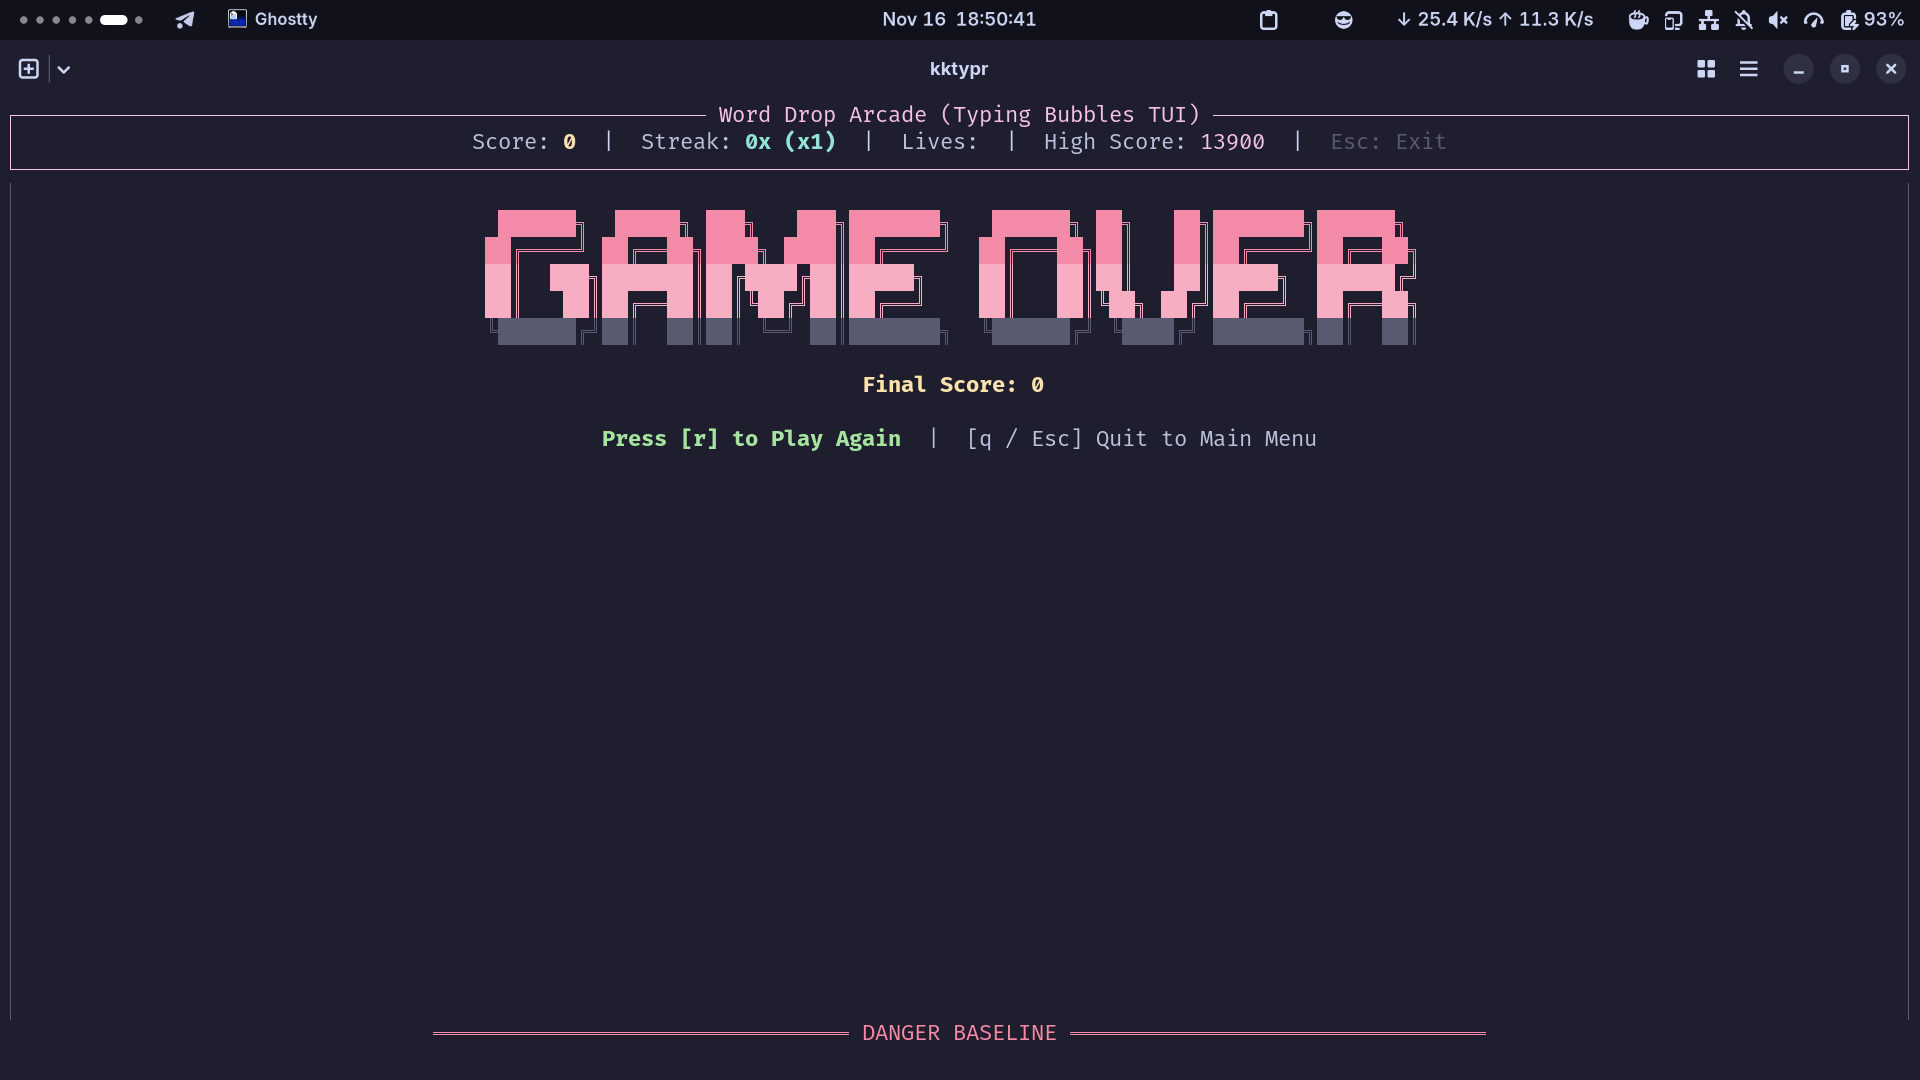 Ghostty
Nov 16 18:50:41
↓ 25.4 K/s ↑ 11.3 K/s
93%
kktypr
Word Drop Arcade (Typing Bubbles TUI)
Score: 0 | Streak: 0x (x1) | Lives: | High Score: 13900 | Esc: Exit
GAME OVER
Final Score: 0
Press [r] to Play Again | [q / Esc] Quit to Main Menu
DANGER BASELINE